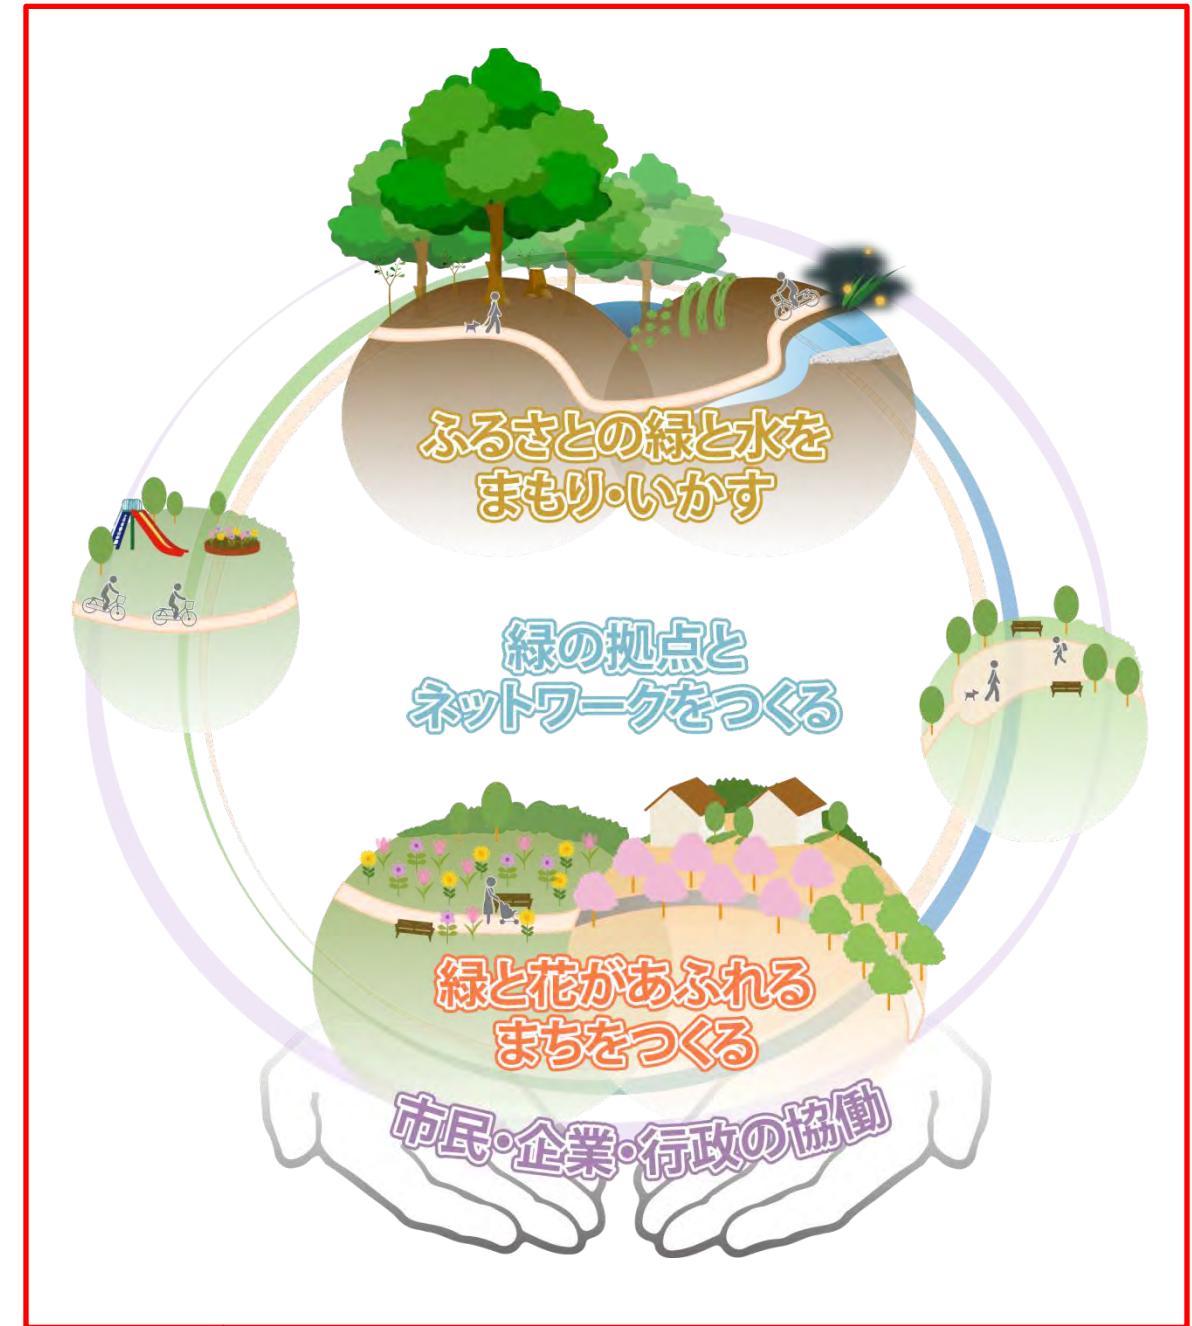 ふるさとの緑と水を
まもり・いかす
緑の拠点と
ネットワークをつくる
緑と花があふれる
まちをつくる
市民・企業・行政の協働